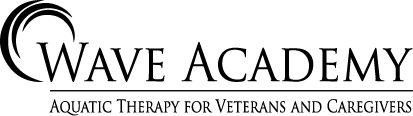 WAVE ACADEMY
AQUATIC THERAPY FOR VETERANS AND CAREGIVERS